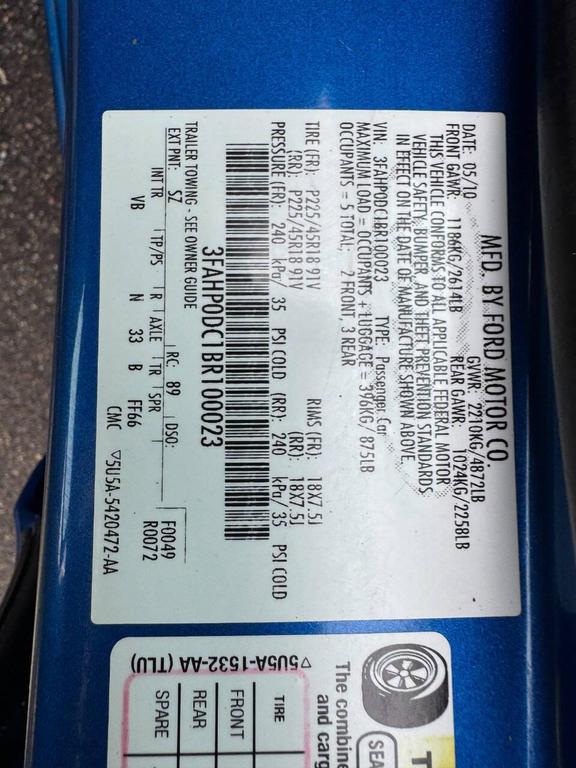 MFD. BY FORD MOTOR CO.
DATE: 05/10 GVWR: 2210KG/4872LB
FRONT GAWR: 1186KG/2614LB REAR GAWR: 1024KG/2258LB
THIS VEHICLE CONFORMS TO ALL APPLICABLE FEDERAL MOTOR
VEHICLE SAFETY, BUMPER, AND THEFT PREVENTION STANDARDS
IN EFFECT ON THE DATE OF MANUFACTURE SHOWN ABOVE.
VIN: 3FAHP0DC1BR100023 TYPE: Passenger Car
MAXIMUM LOAD = OCCUPANTS + LUGGAGE = 396KG/ 875LB
OCCUPANTS = 5 TOTAL: 2 FRONT, 3 REAR
TIRE (FR): P225/45R18 91V RIMS (FR): 18X7.5J
(RR): P225/45R18 91V (RR): 18X7.5J
PRESSURE (FR): 240 kPa/ 35 PSI COLD (RR): 240 kPa/ 35 PSI COLD
3FAHP0DC1BR100023
TRAILER TOWING - SEE OWNER GUIDE
EXT PNT: SZ RC: 89 DSO: F0049
INT TR TP/PS R AXLE TR SPR R0072
VB N 33 B FF66
CMC ▽5U5A-5420472-AA
The combine
and carg
SEA
TIRE
FRONT
REAR
SPARE
▽5U5A-1532-AA (TLU)